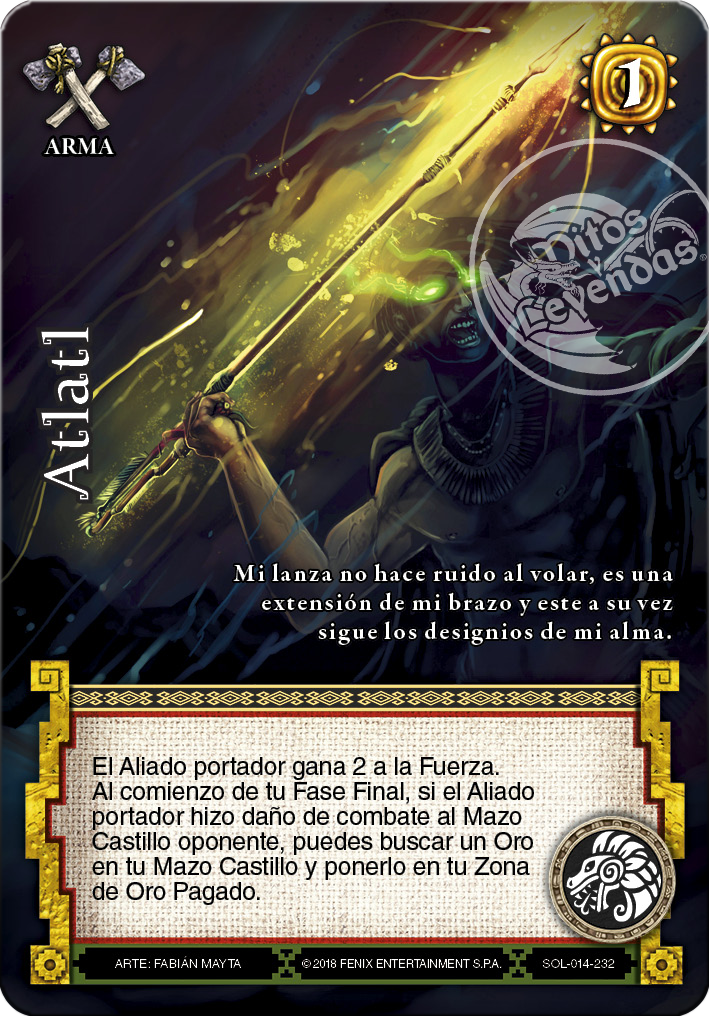 ARMA
1
Mitos
y
Leyendas®
Atlatl
Mi lanza no hace ruido al volar, es una
extensión de mi brazo y este a su vez
sigue los designios de mi alma.
El Aliado portador gana 2 a la Fuerza.
Al comienzo de tu Fase Final, si el Aliado
portador hizo daño de combate al Mazo
Castillo oponente, puedes buscar un Oro
en tu Mazo Castillo y ponerlo en tu Zona
de Oro Pagado.
ARTE: FABIÁN MAYTA
©2018 FENIX ENTERTAINMENT S.P.A.
SOL-014-232